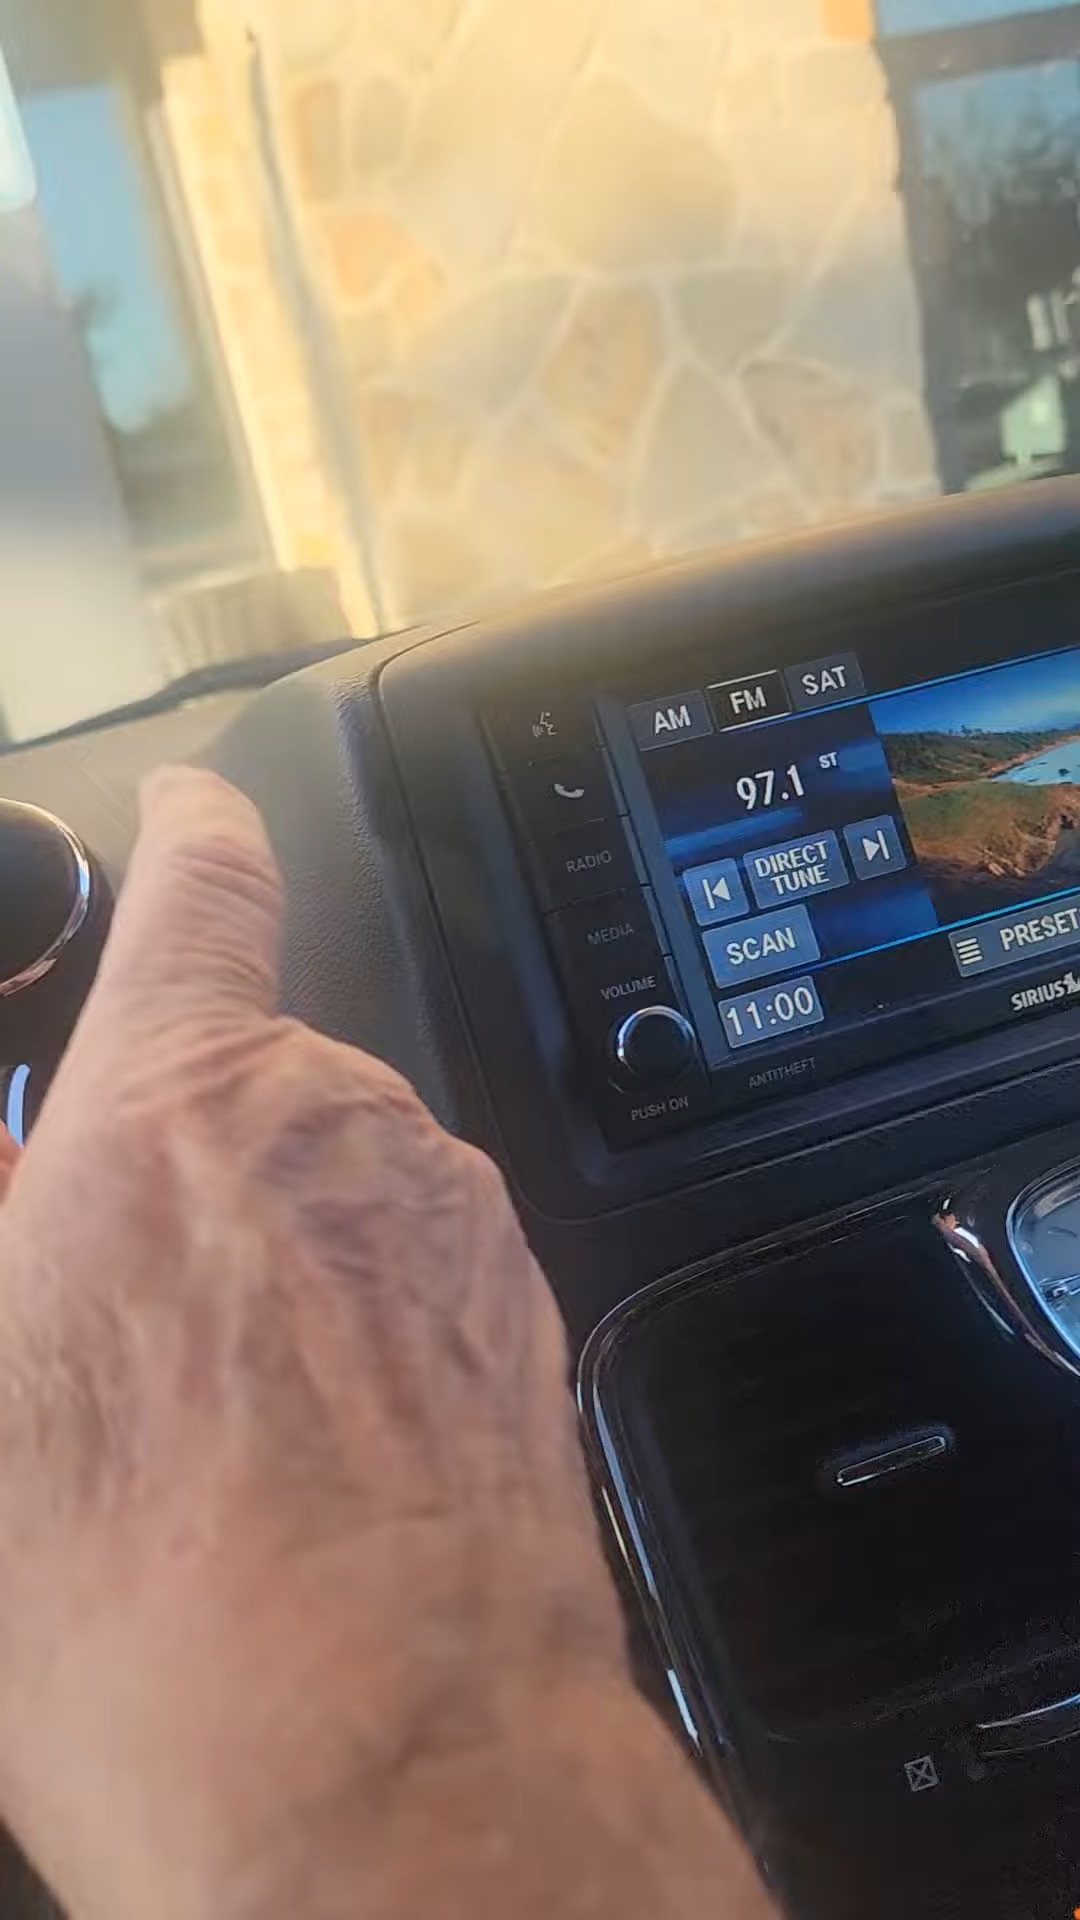 AM
FM
SAT
97.1 ST
RADIO
DIRECT
TUNE
MEDIA
SCAN
PRESET
VOLUME
11:00
SIRIUS
ANTITHEFT
PUSH ON